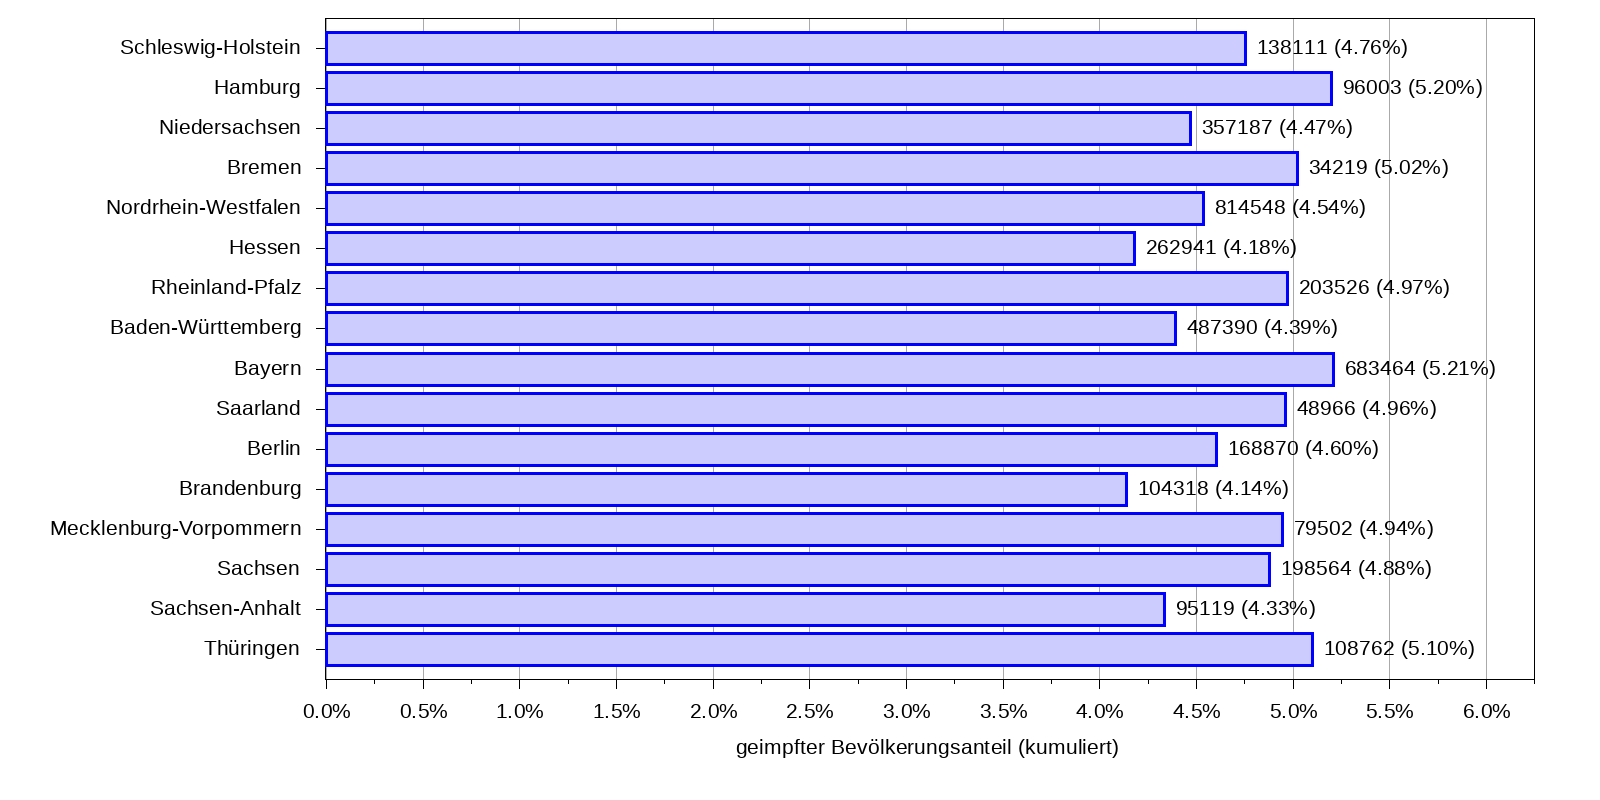 Schleswig-Holstein 138111 (4.76%)
Hamburg 96003 (5.20%)
Niedersachsen 357187 (4.47%)
Bremen 34219 (5.02%)
Nordrhein-Westfalen 814548 (4.54%)
Hessen 262941 (4.18%)
Rheinland-Pfalz 203526 (4.97%)
Baden-Württemberg 487390 (4.39%)
Bayern 683464 (5.21%)
Saarland 48966 (4.96%)
Berlin 168870 (4.60%)
Brandenburg 104318 (4.14%)
Mecklenburg-Vorpommern 79502 (4.94%)
Sachsen 198564 (4.88%)
Sachsen-Anhalt 95119 (4.33%)
Thüringen 108762 (5.10%)
0.0% 0.5% 1.0% 1.5% 2.0% 2.5% 3.0% 3.5% 4.0% 4.5% 5.0% 5.5% 6.0%
geimpfter Bevölkerungsanteil (kumuliert)